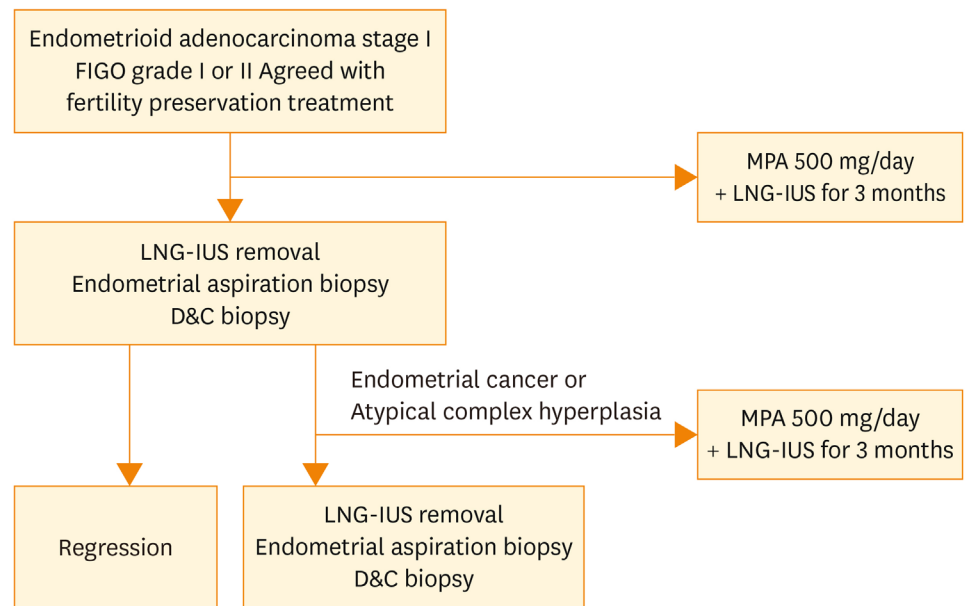 Endometrioid adenocarcinoma stage I
FIGO grade I or II Agreed with
fertility preservation treatment
MPA 500 mg/day
+ LNG-IUS for 3 months
LNG-IUS removal
Endometrial aspiration biopsy
D&C biopsy
Endometrial cancer or
Atypical complex hyperplasia
MPA 500 mg/day
+ LNG-IUS for 3 months
Regression
LNG-IUS removal
Endometrial aspiration biopsy
D&C biopsy